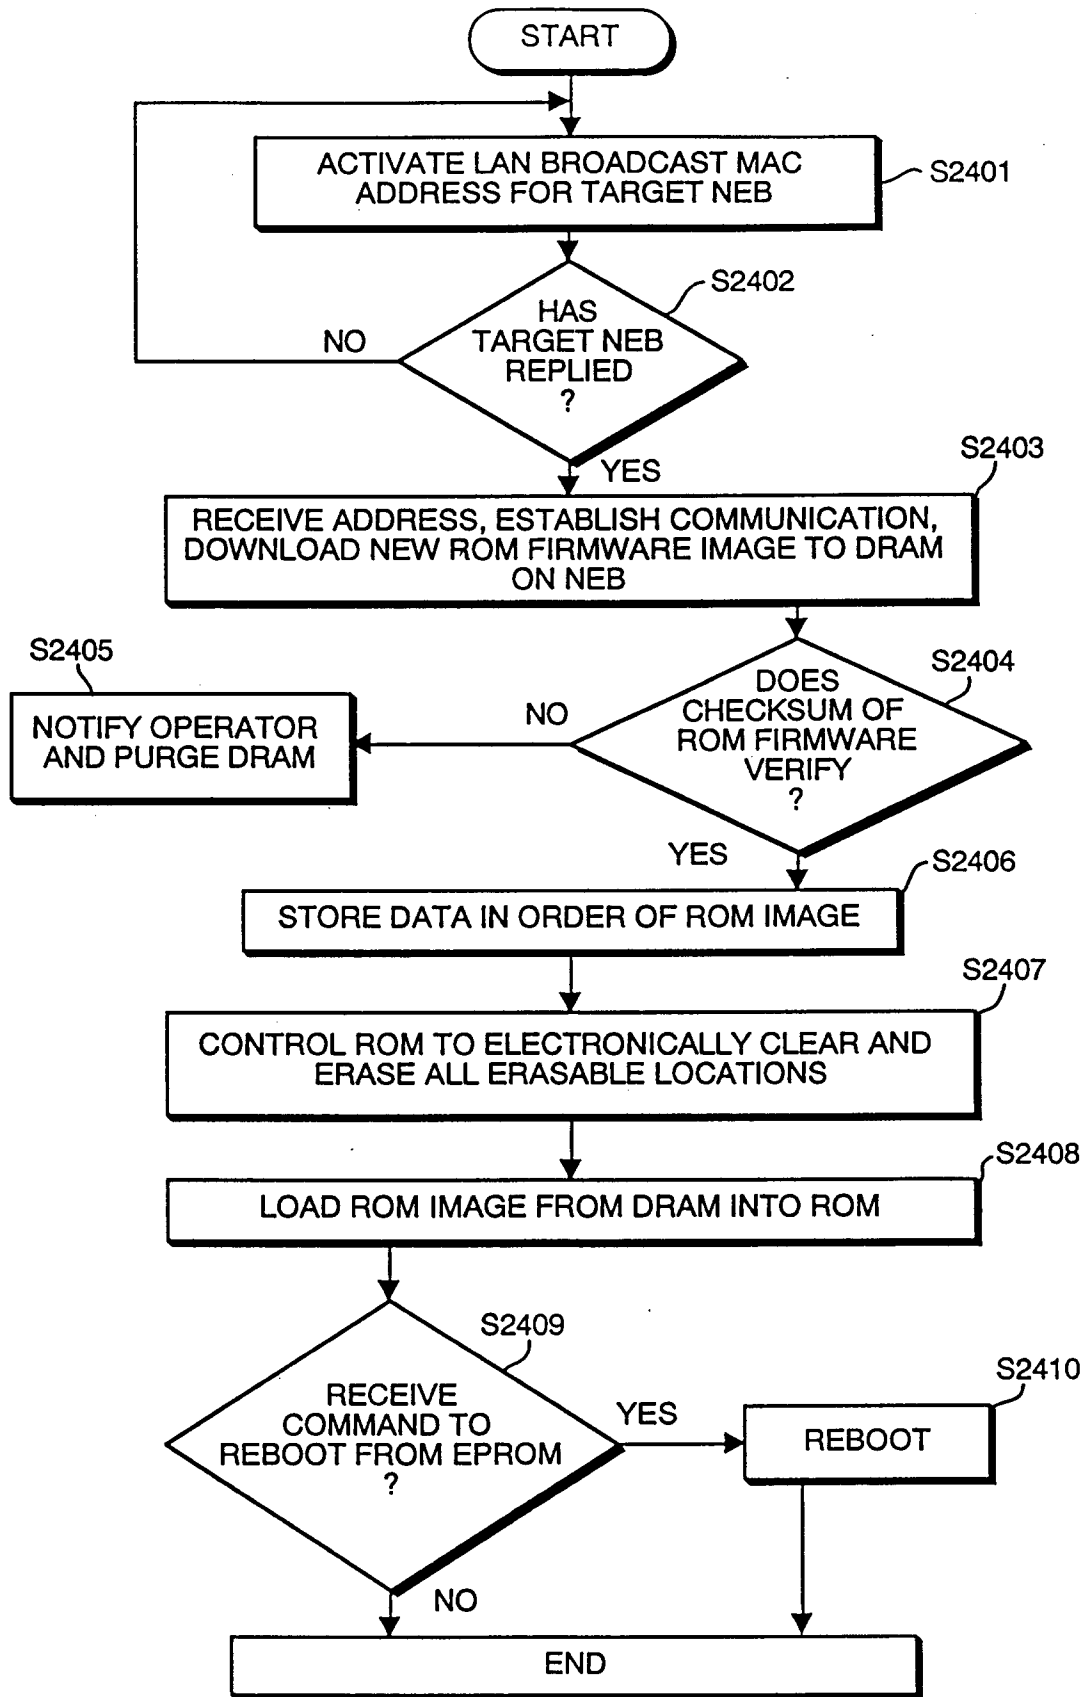 START
ACTIVATE LAN BROADCAST MAC
ADDRESS FOR TARGET NEB
S2401
S2402
HAS
TARGET NEB
REPLIED
?
NO
YES
S2403
RECEIVE ADDRESS, ESTABLISH COMMUNICATION,
DOWNLOAD NEW ROM FIRMWARE IMAGE TO DRAM
ON NEB
S2405
NOTIFY OPERATOR
AND PURGE DRAM
NO
S2404
DOES
CHECKSUM OF
ROM FIRMWARE
VERIFY
?
YES
S2406
STORE DATA IN ORDER OF ROM IMAGE
S2407
CONTROL ROM TO ELECTRONICALLY CLEAR AND
ERASE ALL ERASABLE LOCATIONS
S2408
LOAD ROM IMAGE FROM DRAM INTO ROM
S2409
RECEIVE
COMMAND TO
REBOOT FROM EPROM
?
YES
S2410
REBOOT
NO
END